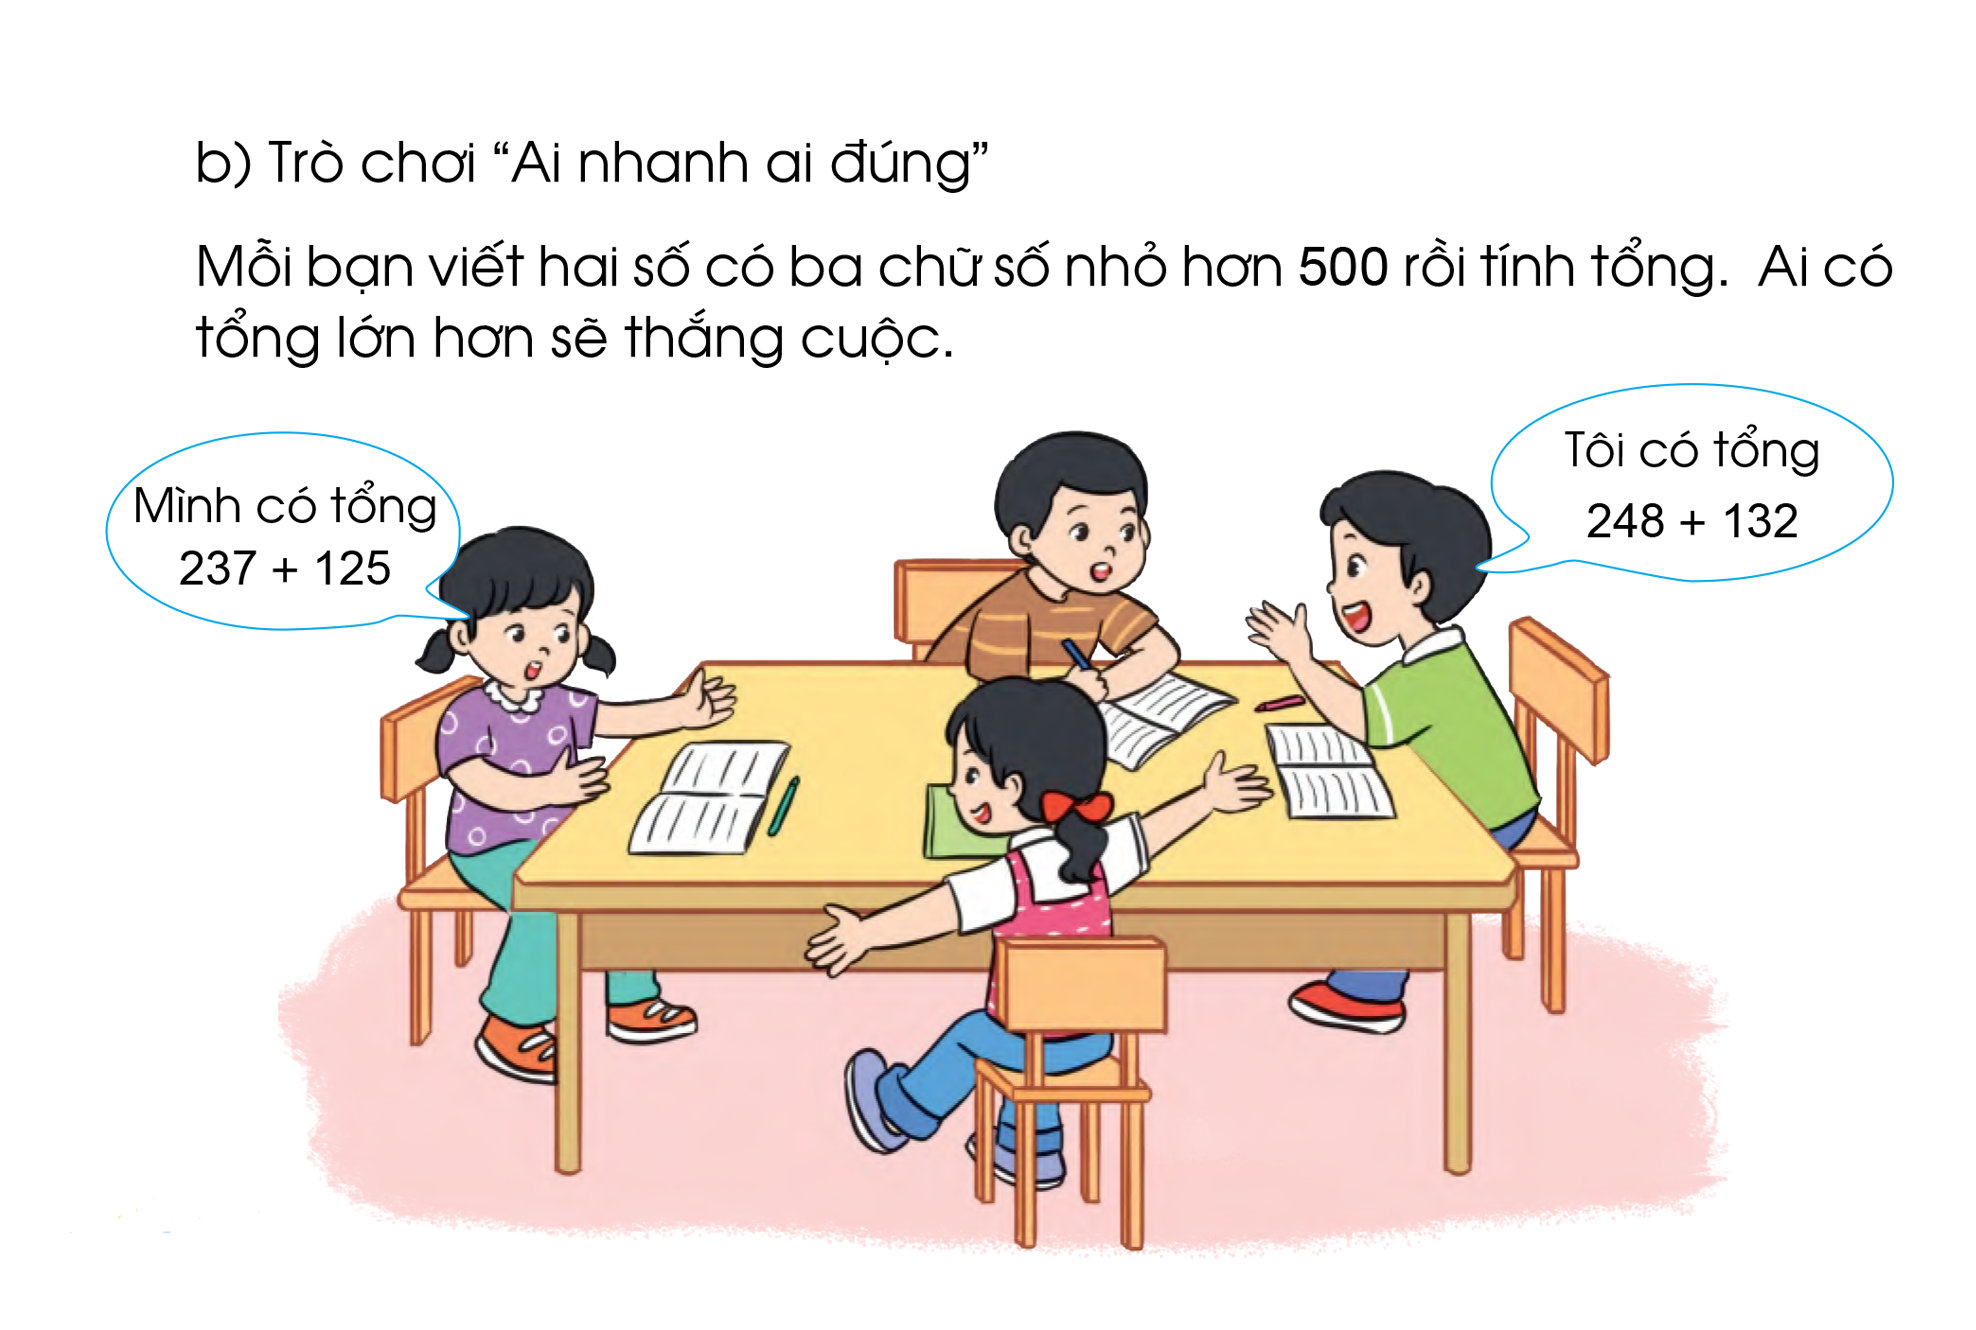 b) Trò chơi “Ai nhanh ai đúng”
Mỗi bạn viết hai số có ba chữ số nhỏ hơn 500 rồi tính tổng. Ai có
tổng lớn hơn sẽ thắng cuộc.
Mình có tổng
237 + 125
Tôi có tổng
248 + 132